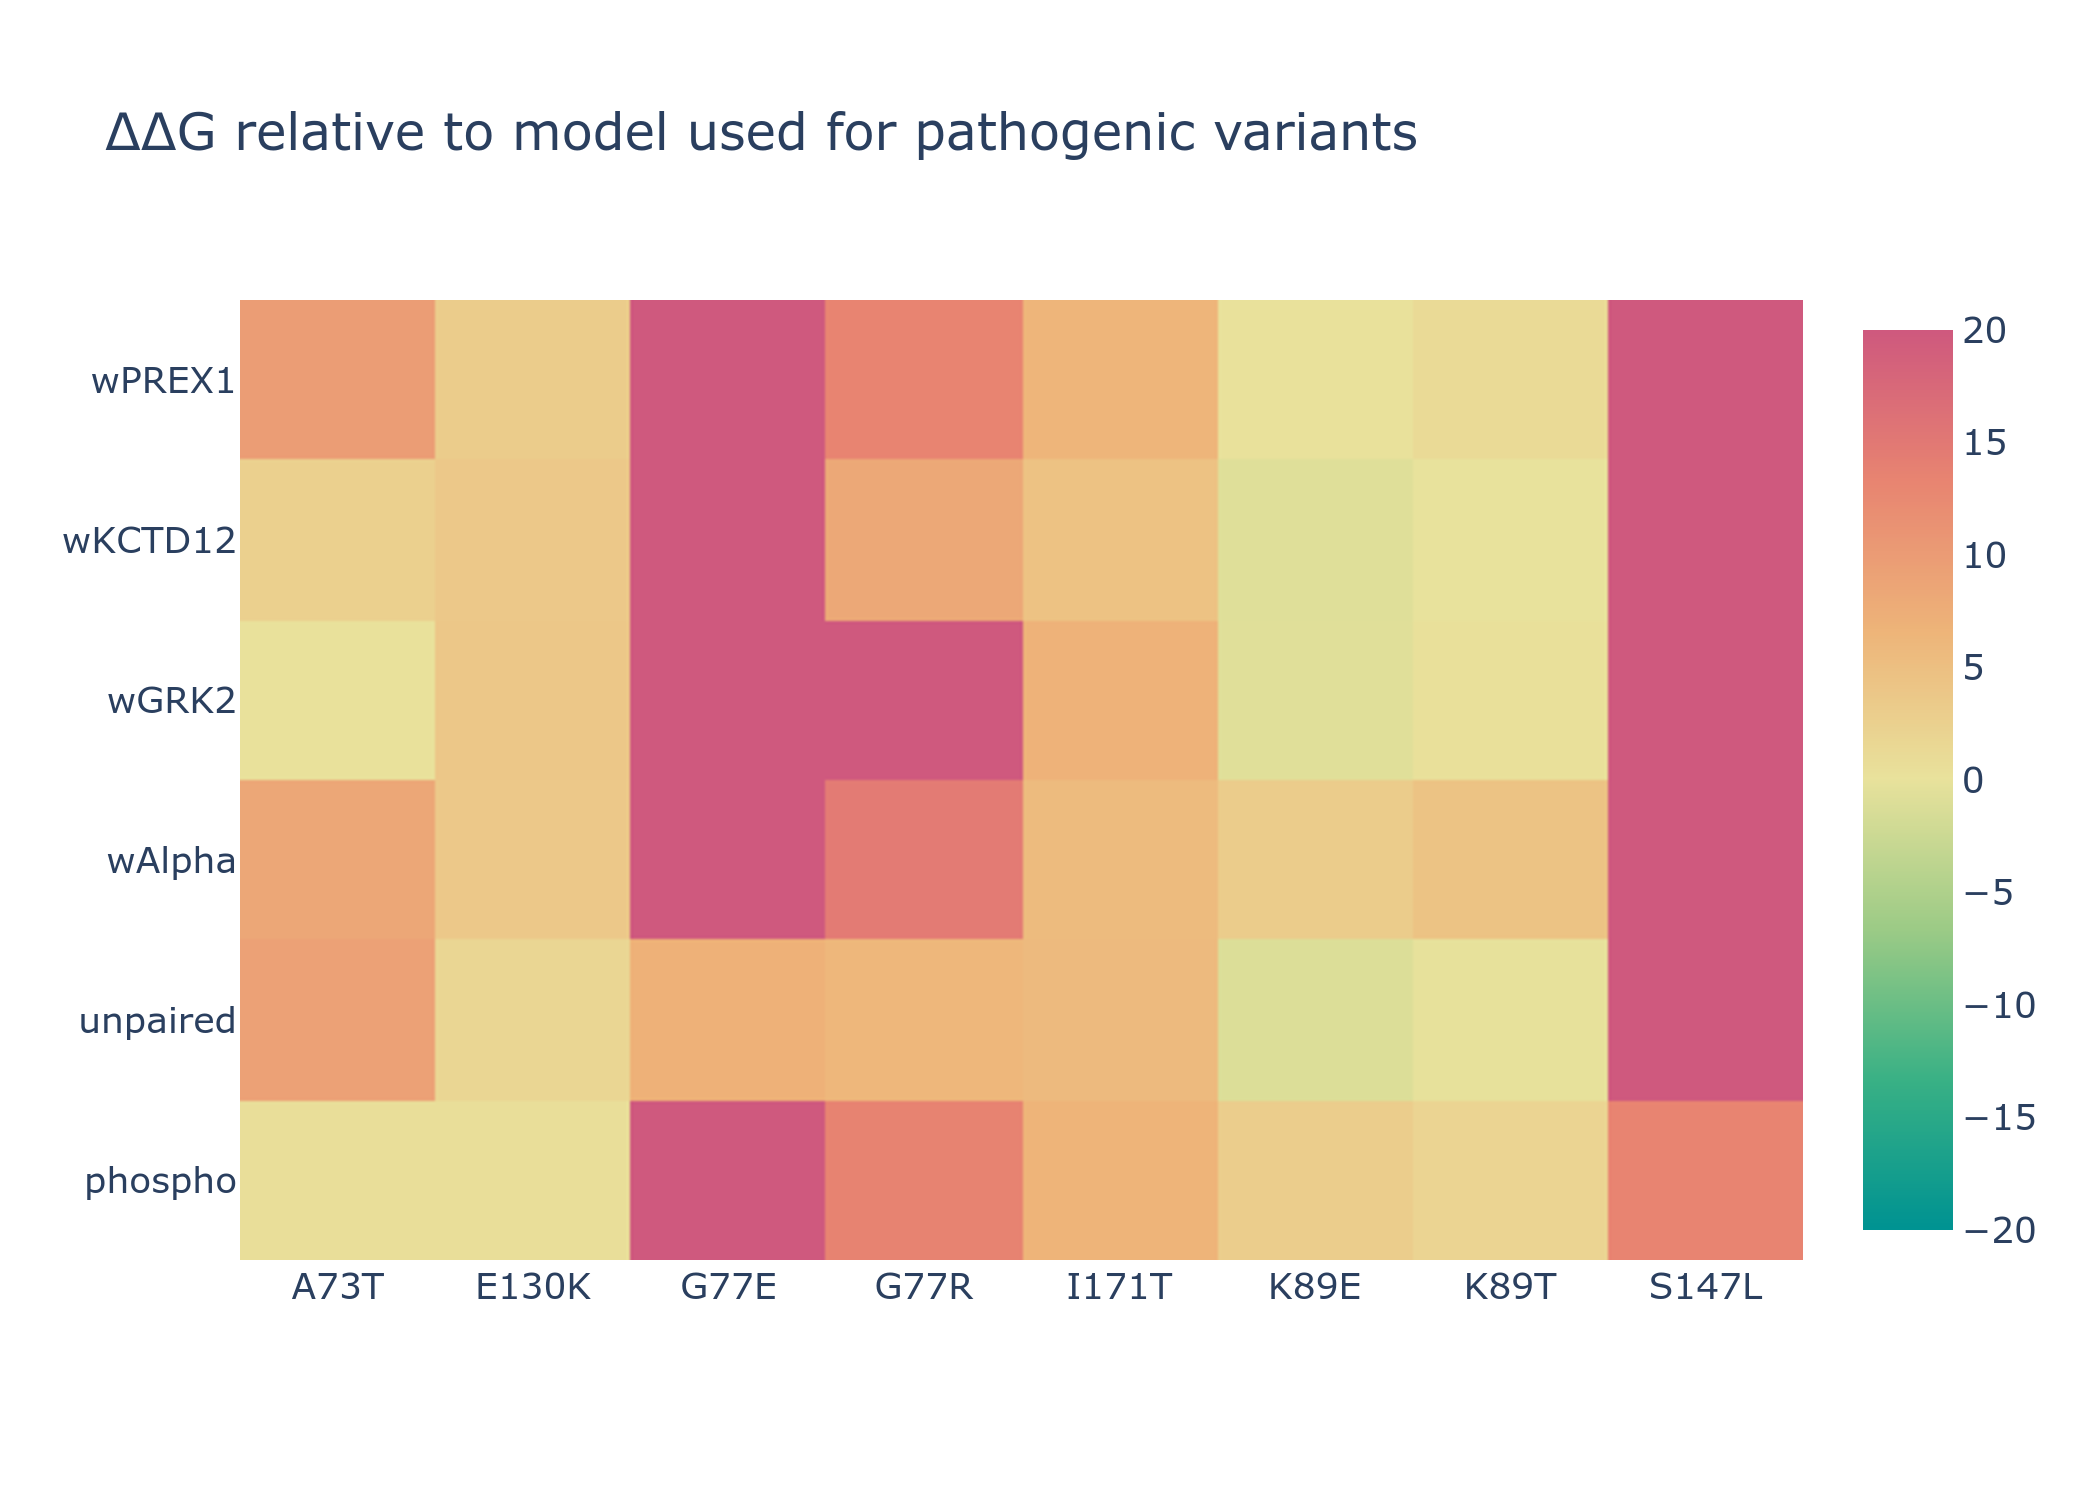 ΔΔG relative to model used for pathogenic variants
wPREX1
wKCTD12
wGRK2
wAlpha
unpaired
phospho
A73T E130K G77E G77R I171T K89E K89T S147L
20
15
10
5
0
−5
−10
−15
−20